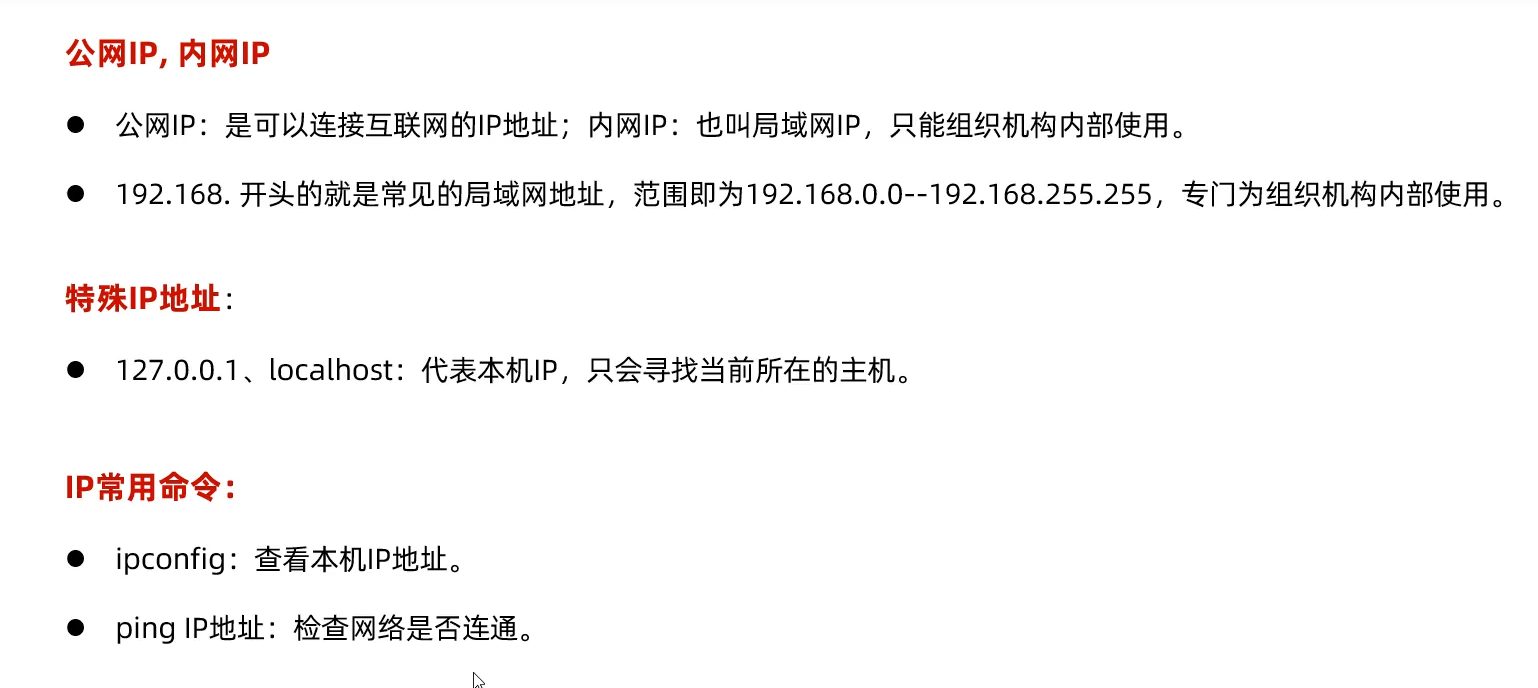 公网IP, 内网IP
● 公网IP：是可以连接互联网的IP地址；内网IP：也叫局域网IP，只能组织机构内部使用。
● 192.168. 开头的就是常见的局域网地址，范围即为192.168.0.0--192.168.255.255，专门为组织机构内部使用。
特殊IP地址：
● 127.0.0.1、localhost：代表本机IP，只会寻找当前所在的主机。
IP常用命令：
● ipconfig：查看本机IP地址。
● ping IP地址：检查网络是否连通。